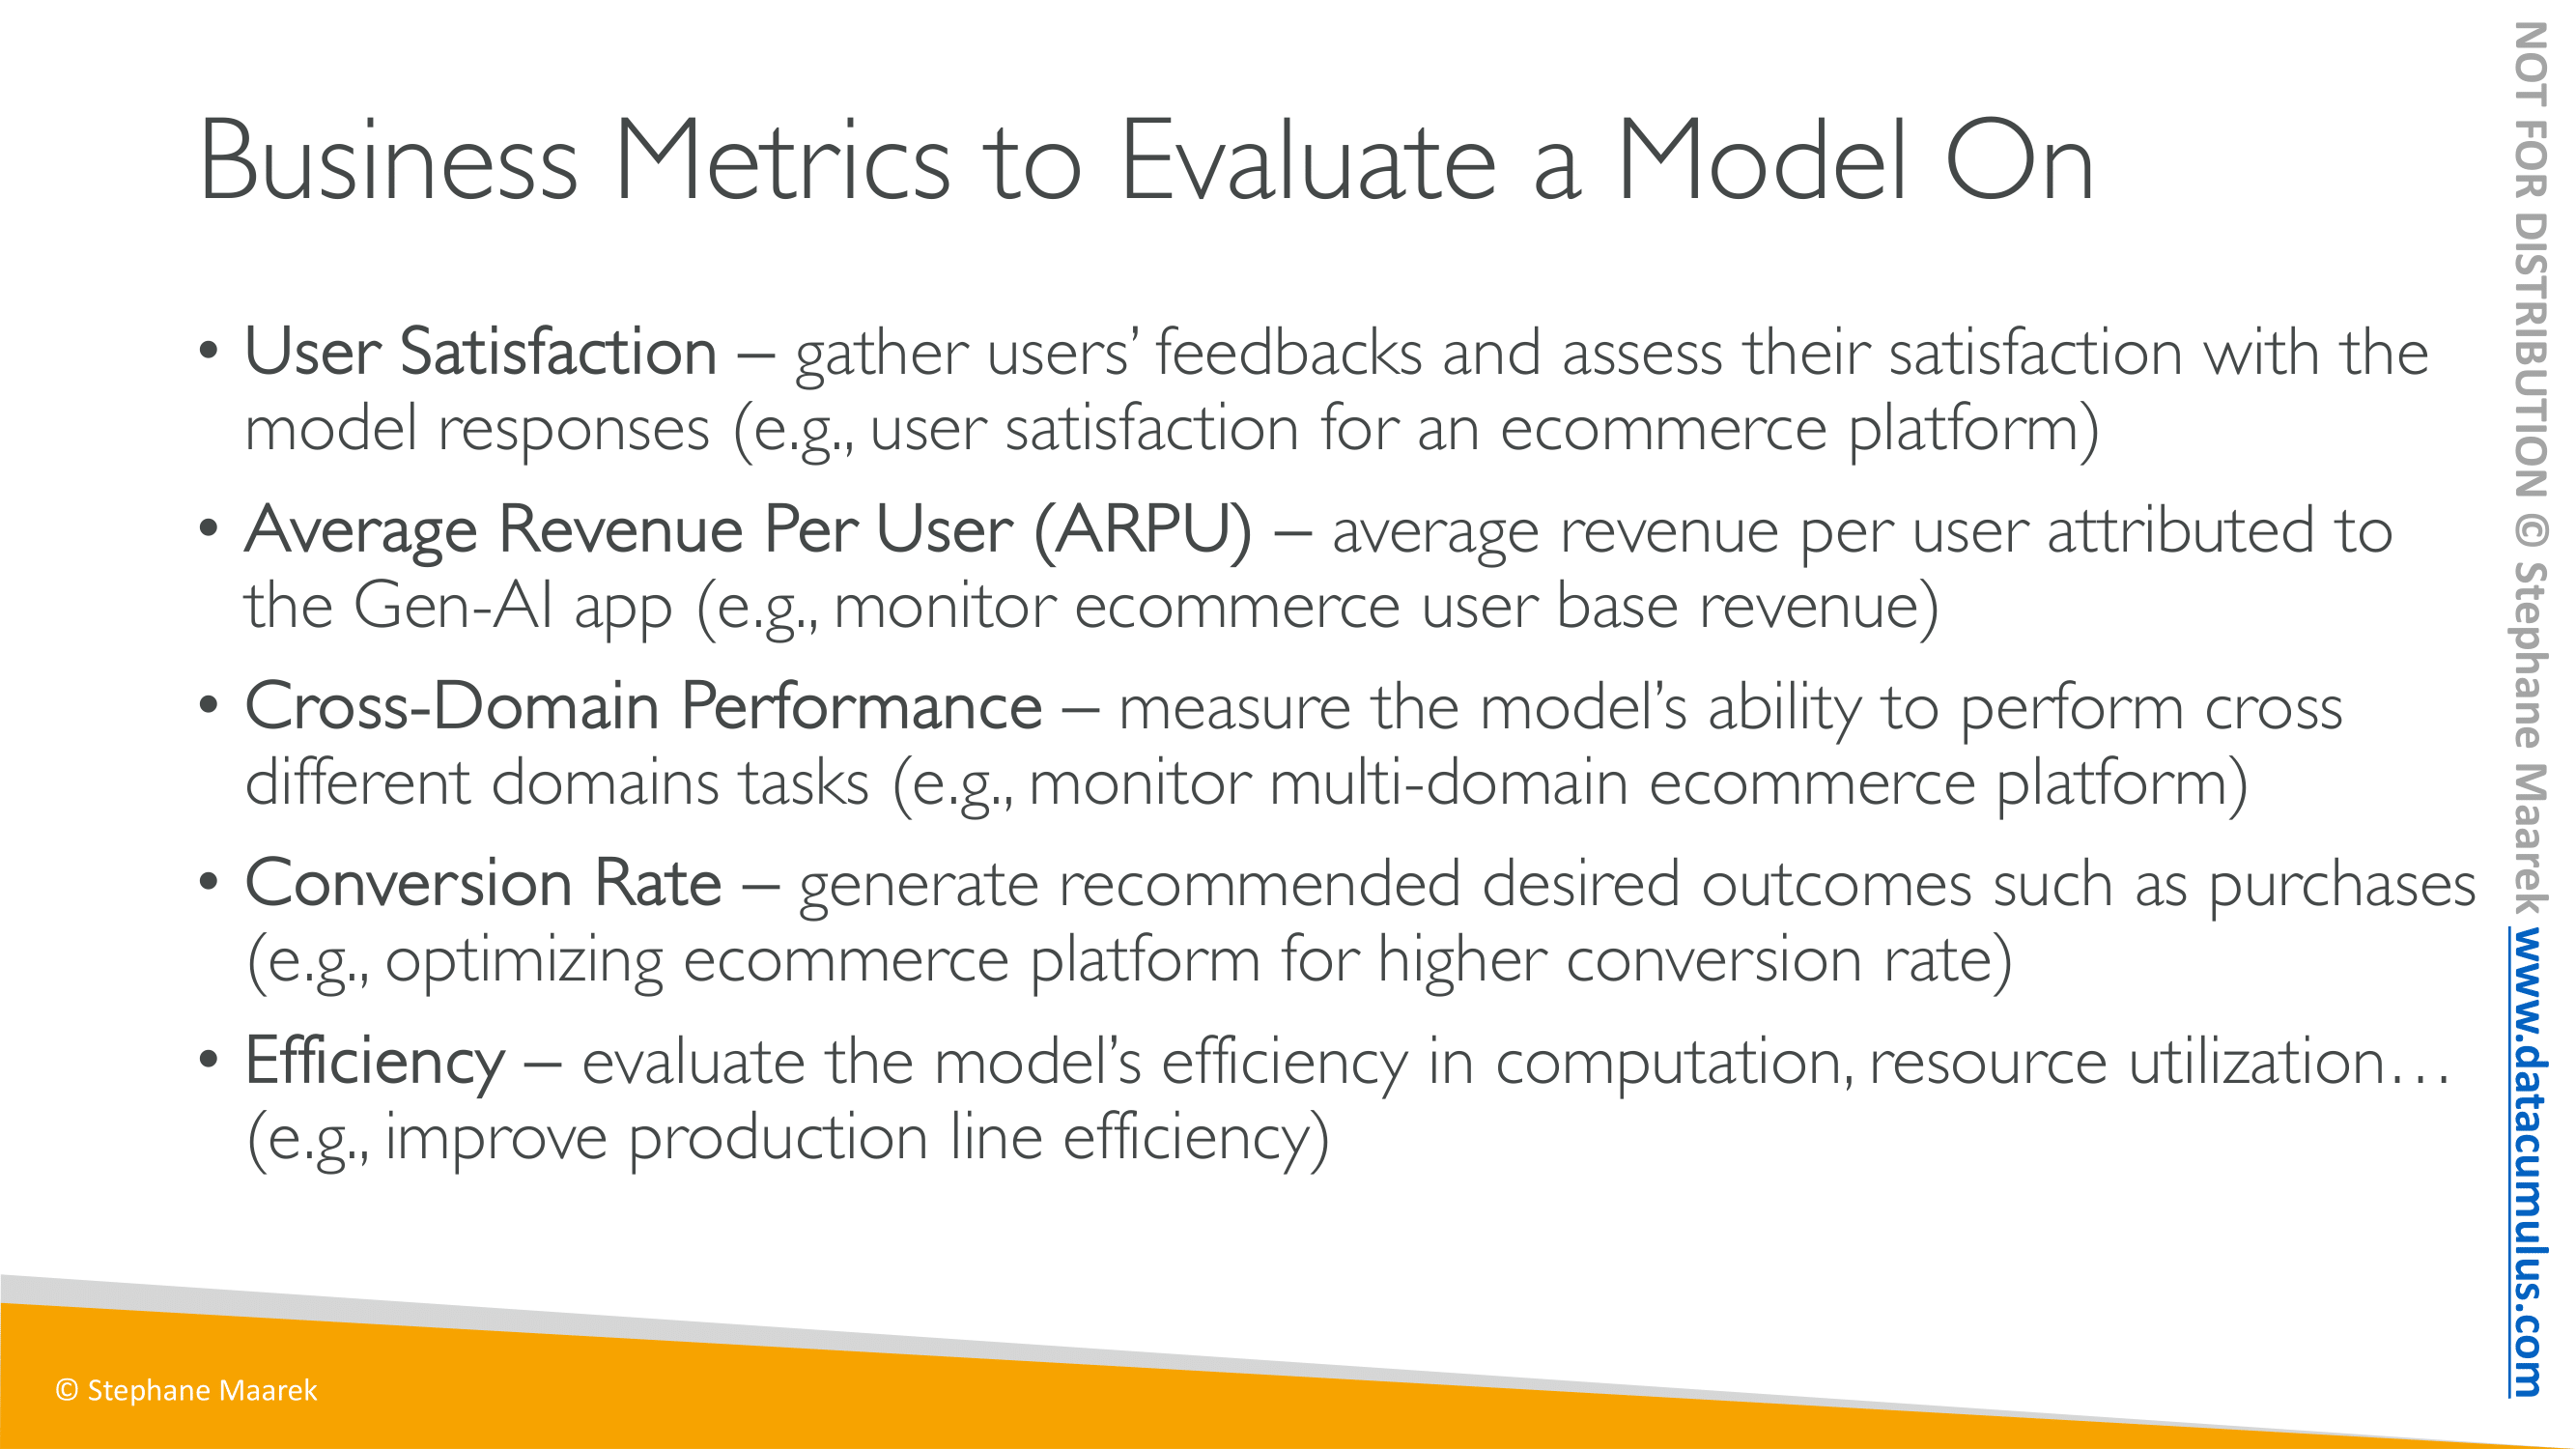 Business Metrics to Evaluate a Model On
• User Satisfaction – gather users’ feedbacks and assess their satisfaction with the
model responses (e.g., user satisfaction for an ecommerce platform)
• Average Revenue Per User (ARPU) – average revenue per user attributed to
the Gen-AI app (e.g., monitor ecommerce user base revenue)
• Cross-Domain Performance – measure the model’s ability to perform cross
different domains tasks (e.g., monitor multi-domain ecommerce platform)
• Conversion Rate – generate recommended desired outcomes such as purchases
(e.g., optimizing ecommerce platform for higher conversion rate)
• Efficiency – evaluate the model’s efficiency in computation, resource utilization…
(e.g., improve production line efficiency)
© Stephane Maarek
NOT FOR DISTRIBUTION © Stephane Maarek www.datacumulus.com